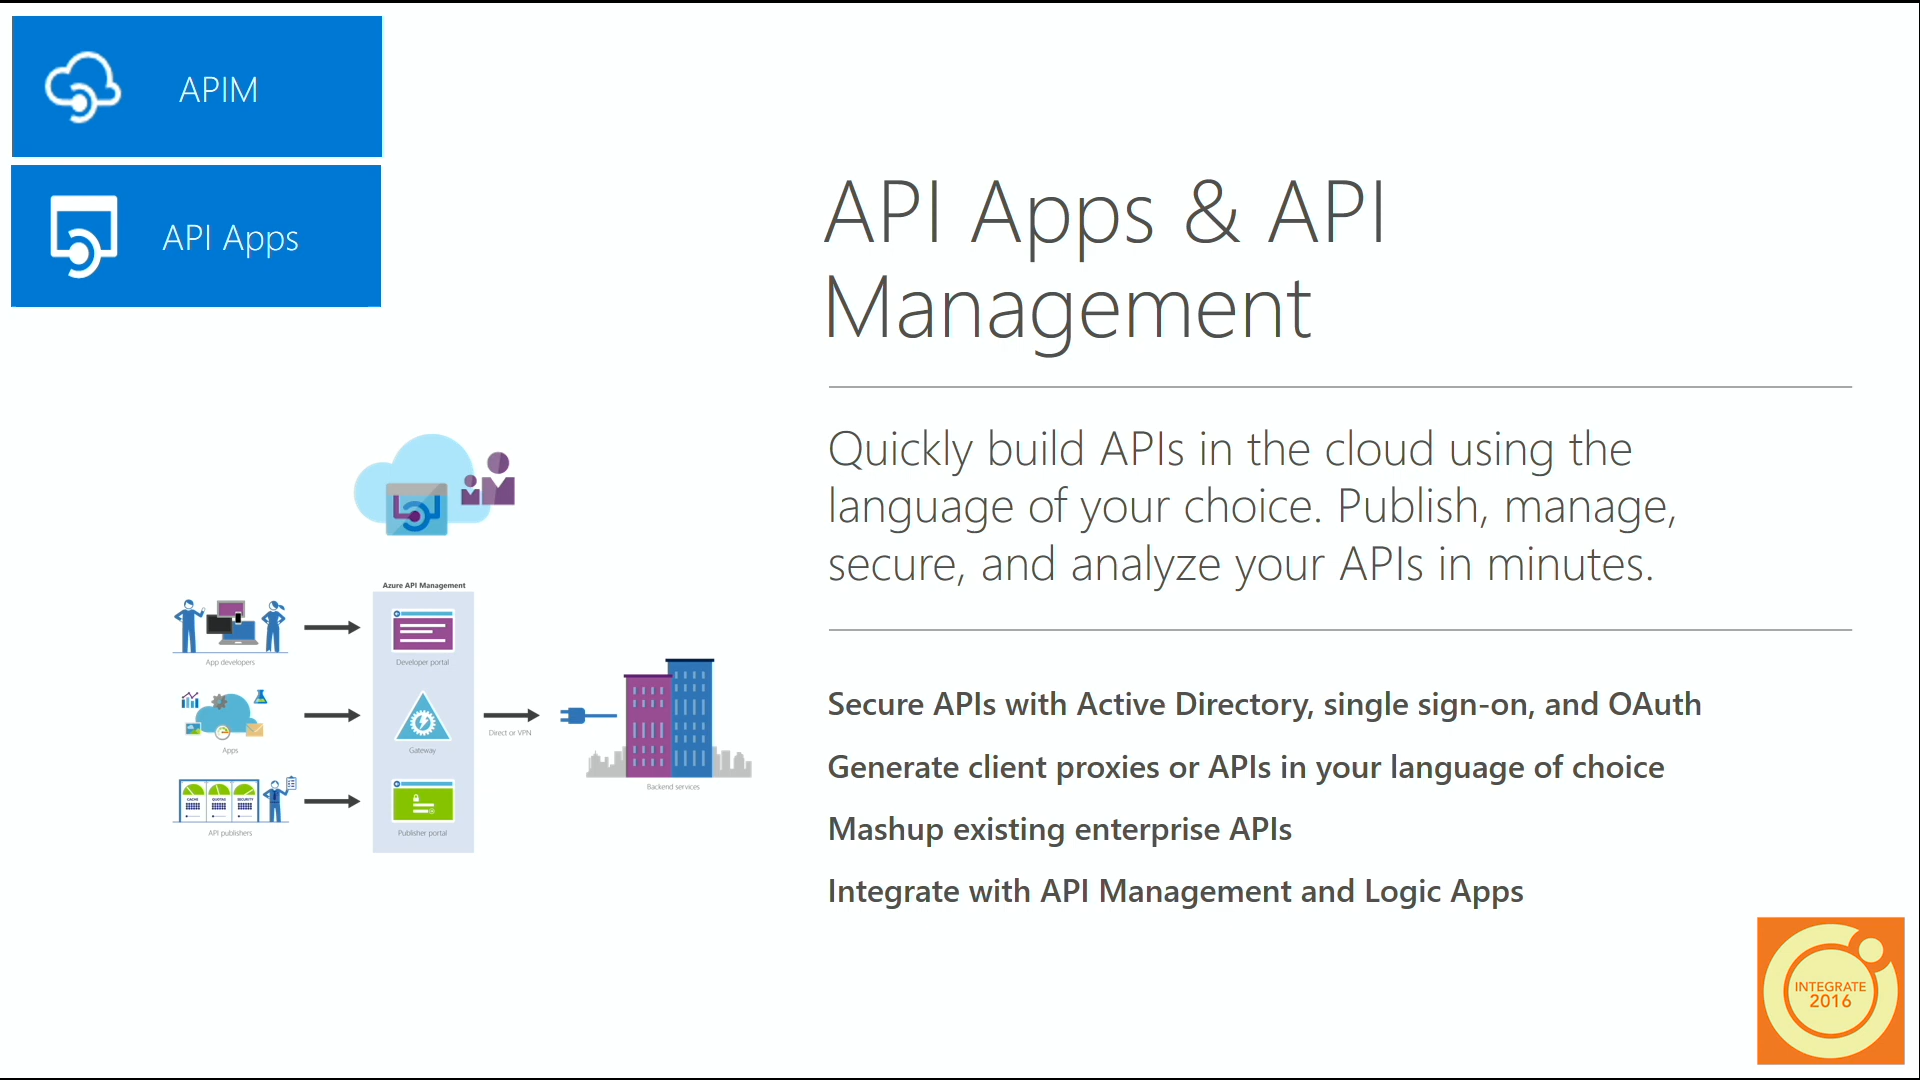 APIM
API Apps
API Apps & API
Management
Quickly build APIs in the cloud using the
language of your choice. Publish, manage,
secure, and analyze your APIs in minutes.
Secure APIs with Active Directory, single sign-on, and OAuth
Generate client proxies or APIs in your language of choice
Mashup existing enterprise APIs
Integrate with API Management and Logic Apps
Azure API Management
App developers
Developer portal
Apps
Gateway
Direct or VPN
Backend services
CACHE QUOTAS SECURITY
API publishers
Publisher portal
INTEGRATE
2016